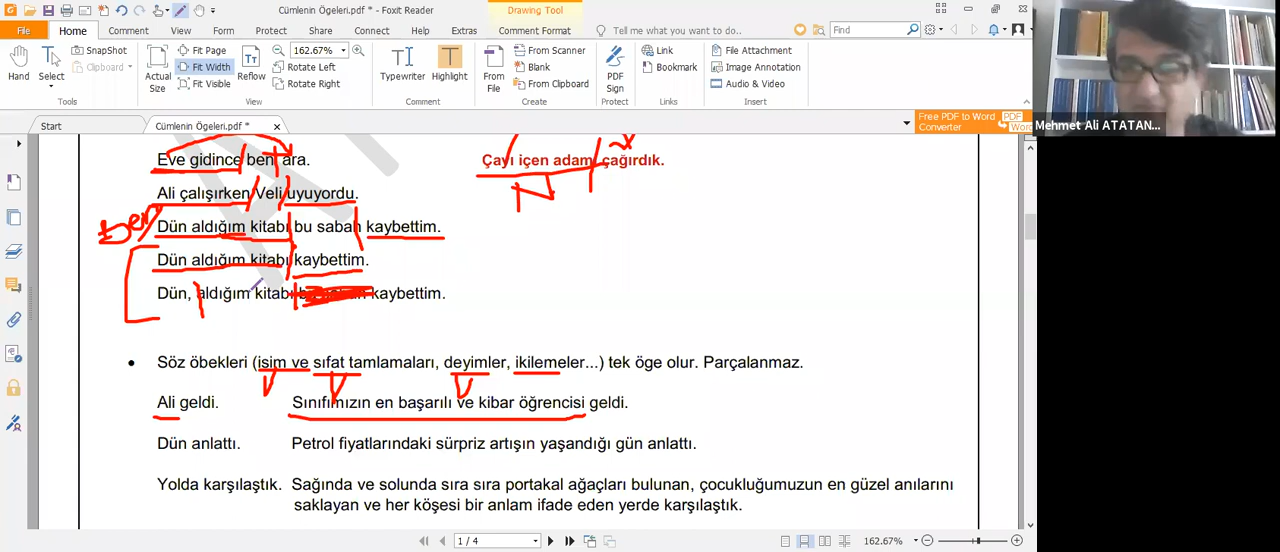 Cümlenin Ögeleri.pdf * - Foxit Reader
Drawing Tool
File
Home
Comment
View
Form
Protect
Share
Connect
Help
Extras
Comment Format
Tell me what you want to do..
Find
Hand
Select
SnapShot
Clipboard
Actual Size
Fit Page
Fit Width
Fit Visible
Reflow
162.67%
Rotate Left
Rotate Right
Typewriter
Highlight
From File
From Scanner
Blank
From Clipboard
PDF Sign
Link
Bookmark
File Attachment
Image Annotation
Audio & Video
Tools
View
Comment
Create
Protect
Links
Insert
Start
Cümlenin Ögeleri.pdf *
Free PDF to Word Converter
PDF
Word
Mehmet Ali ATATAN...
Eve gidince beni ara.
Çayı içen adamı çağırdık.
Ali çalışırken Veli uyuyordu.
ben
Dün aldığım kitabı bu sabah kaybettim.
Dün aldığım kitabı kaybettim.
Dün, aldığım kitabı kaybettim.
• Söz öbekleri (isim ve sıfat tamlamaları, deyimler, ikilemeler...) tek öge olur. Parçalanmaz.
Ali geldi. Sınıfımızın en başarılı ve kibar öğrencisi geldi.
Dün anlattı. Petrol fiyatlarındaki sürpriz artışın yaşandığı gün anlattı.
Yolda karşılaştık. Sağında ve solunda sıra sıra portakal ağaçları bulunan, çocukluğumuzun en güzel anılarını
saklayan ve her köşesi bir anlam ifade eden yerde karşılaştık.
1 / 4
162.67%